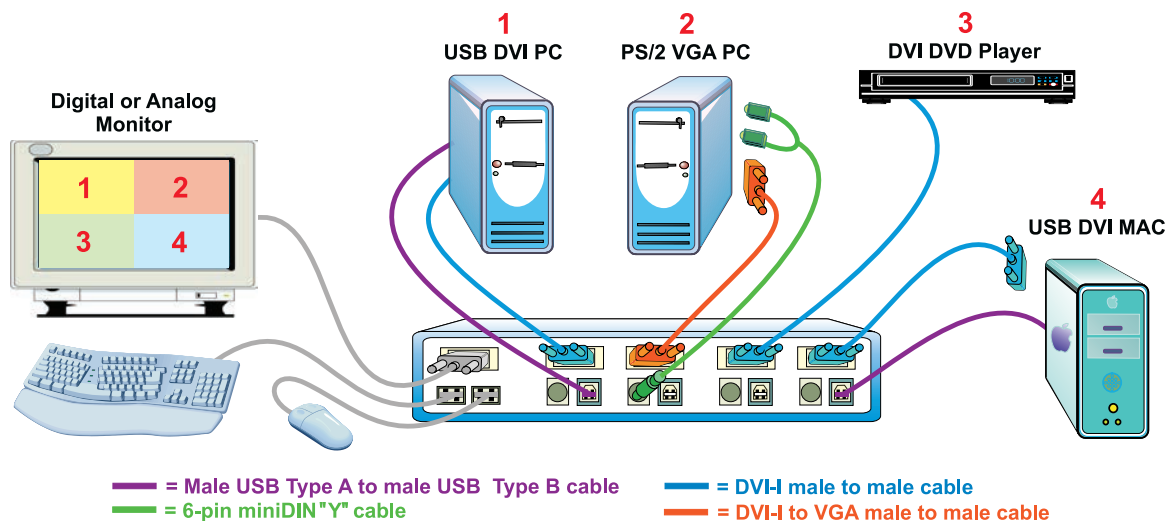 1
USB DVI PC
2
PS/2 VGA PC
3
DVI DVD Player
Digital or Analog
Monitor
1
2
3
4
4
USB DVI MAC
= Male USB Type A to male USB Type B cable
= DVI-I male to male cable
= 6-pin miniDIN "Y" cable
= DVI-I to VGA male to male cable